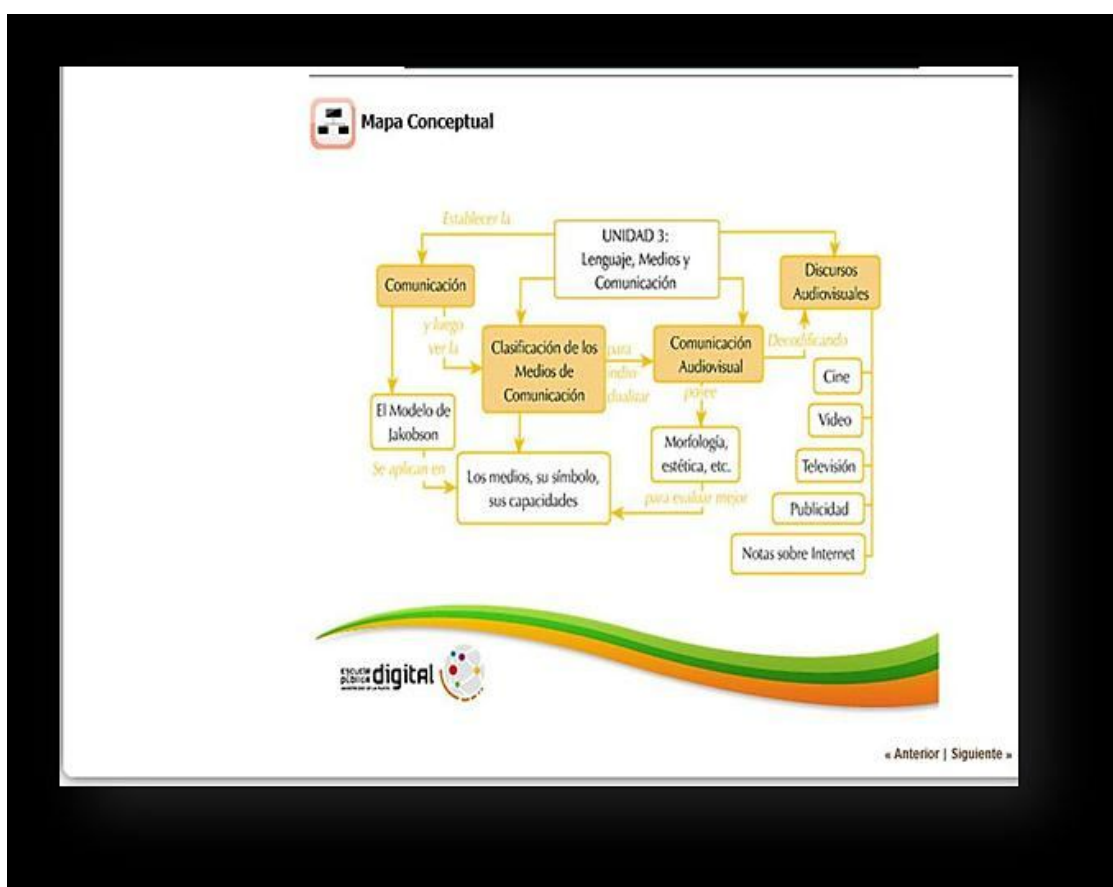 Mapa Conceptual
Establecer la
UNIDAD 3:
Lenguaje, Medios y
Comunicación
Comunicación
Discursos
Audiovisuales
y luego
ver la
Clasificación de los
Medios de
Comunicación
para
indivi
dualizar
Comunicación
Audiovisual
Decodificando
posee
Cine
Video
Televisión
Publicidad
Notas sobre Internet
El Modelo de
Jakobson
Se aplican en
Los medios, su símbolo,
sus capacidades
Morfología,
estética, etc.
para evaluar mejor
escuela
pública
digital
« Anterior | Siguiente »